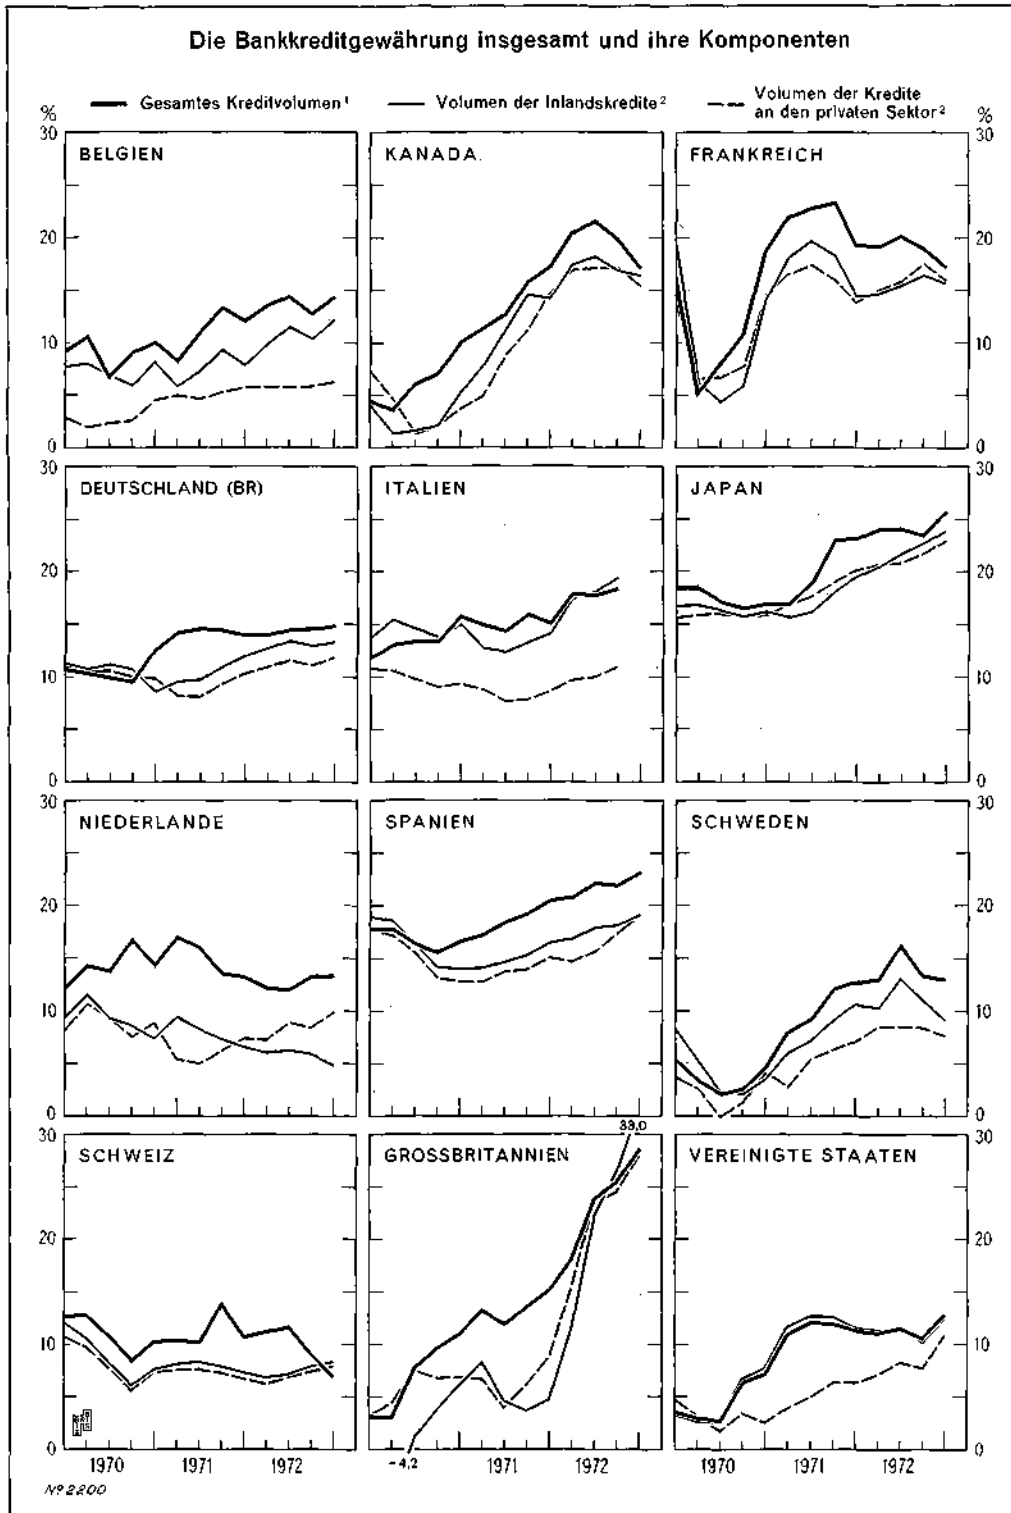 Die Bankkreditgewährung insgesamt und ihre Komponenten
Gesamtes Kreditvolumen¹
Volumen der Inlandskredite²
Volumen der Kredite
an den privaten Sektor²
% %
30 BELGIEN KANADA. FRANKREICH 30
20 20
10 10
0 0
30 DEUTSCHLAND (BR) ITALIEN JAPAN 30
20 20
10 10
0 0
30 NIEDERLANDE SPANIEN SCHWEDEN 30
20 20
10 10
0 0
33,0
30 SCHWEIZ GROSSBRITANNIEN VEREINIGTE STAATEN 30
20 20
10 10
0 0
-4,2
1970 1971 1972 1971 1972 1970 1971 1972
Nº 2200